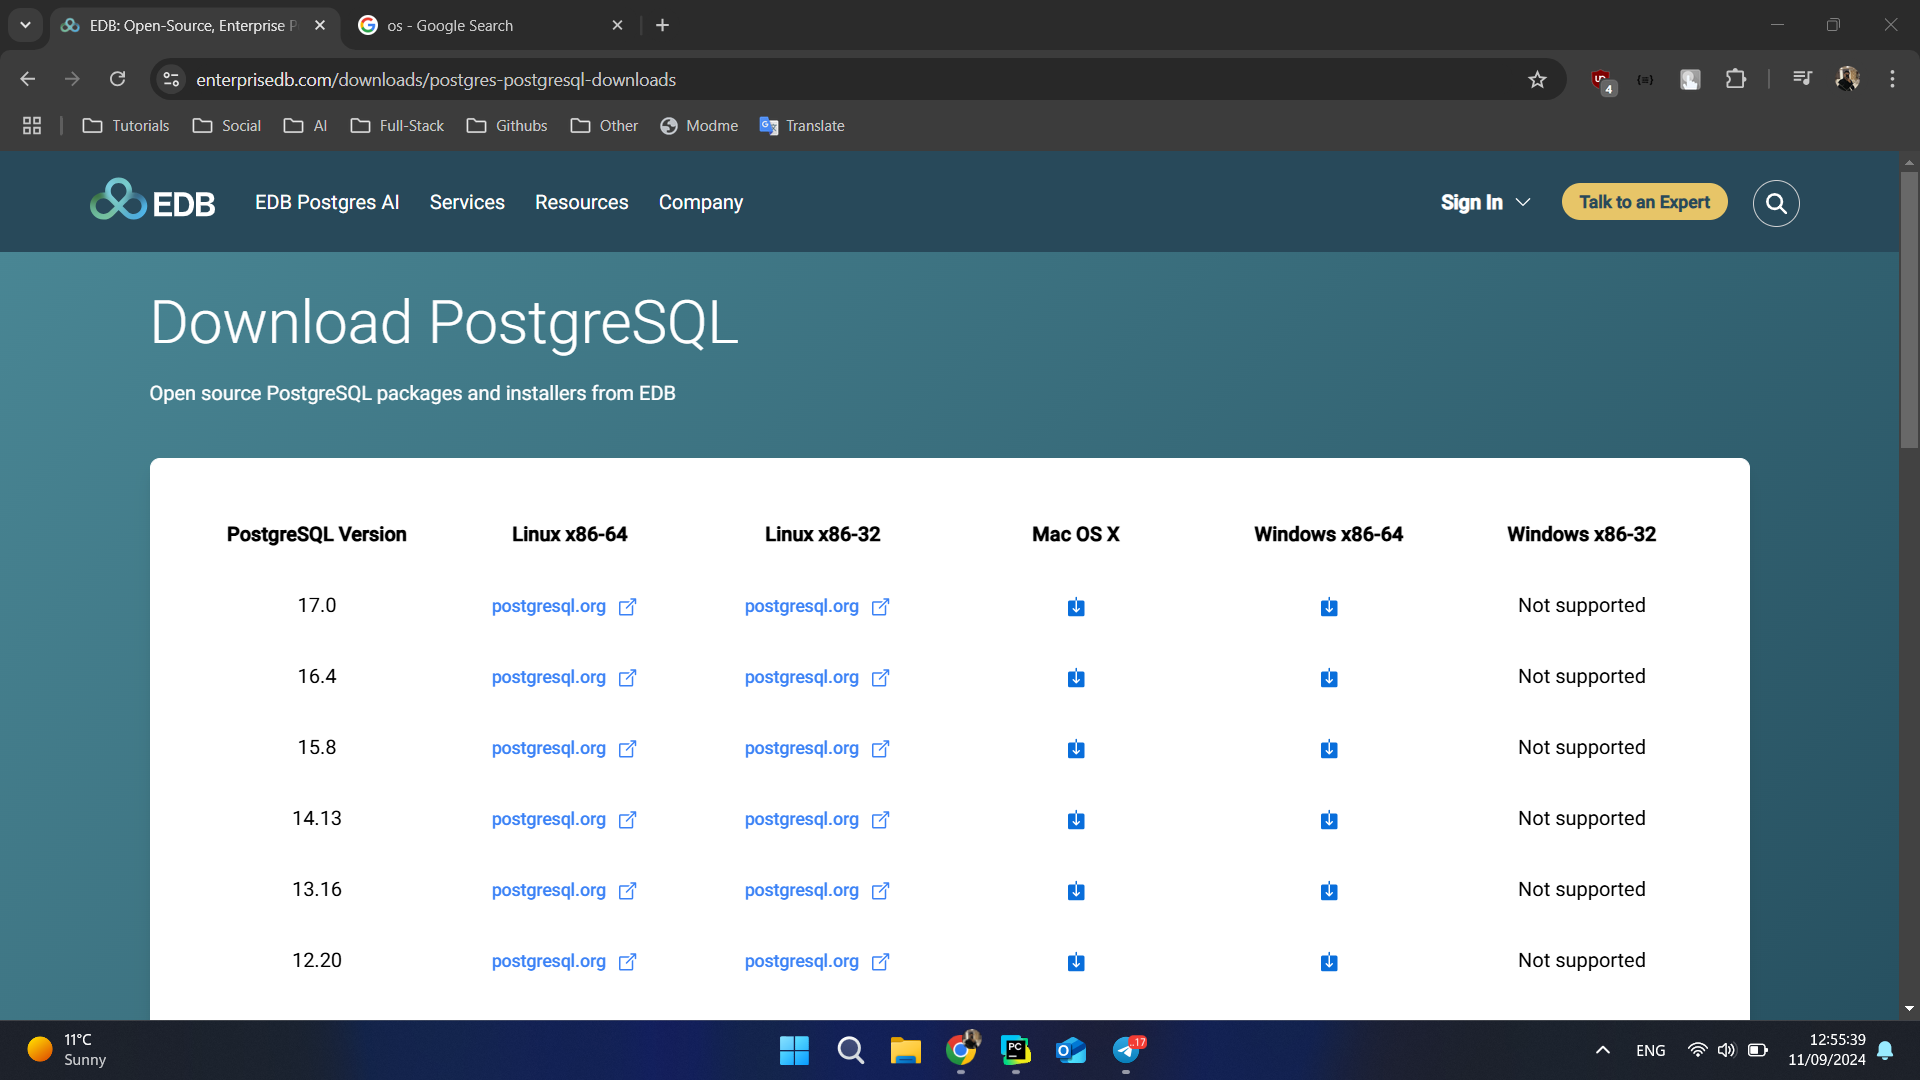 EDB: Open-Source, Enterprise P
os - Google Search
enterprisedb.com/downloads/postgres-postgresql-downloads
4
Tutorials Social AI Full-Stack Githubs Other Modme Translate
EDB EDB Postgres AI Services Resources Company Sign In Talk to an Expert
Download PostgreSQL
Open source PostgreSQL packages and installers from EDB
PostgreSQL Version Linux x86-64 Linux x86-32 Mac OS X Windows x86-64 Windows x86-32
17.0 postgresql.org postgresql.org Not supported
16.4 postgresql.org postgresql.org Not supported
15.8 postgresql.org postgresql.org Not supported
14.13 postgresql.org postgresql.org Not supported
13.16 postgresql.org postgresql.org Not supported
12.20 postgresql.org postgresql.org Not supported
11°C
Sunny
PC
17
ENG
12:55:39
11/09/2024